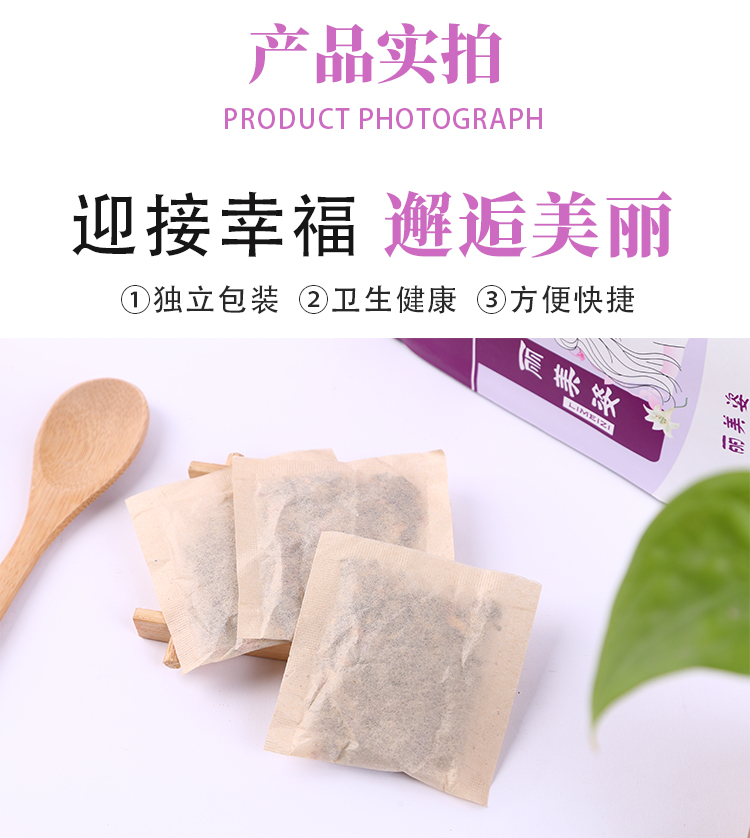 产品实拍
PRODUCT PHOTOGRAPH
迎接幸福 邂逅美丽
①独立包装 ②卫生健康 ③方便快捷
丽美姿
LIMEIZI
丽美姿